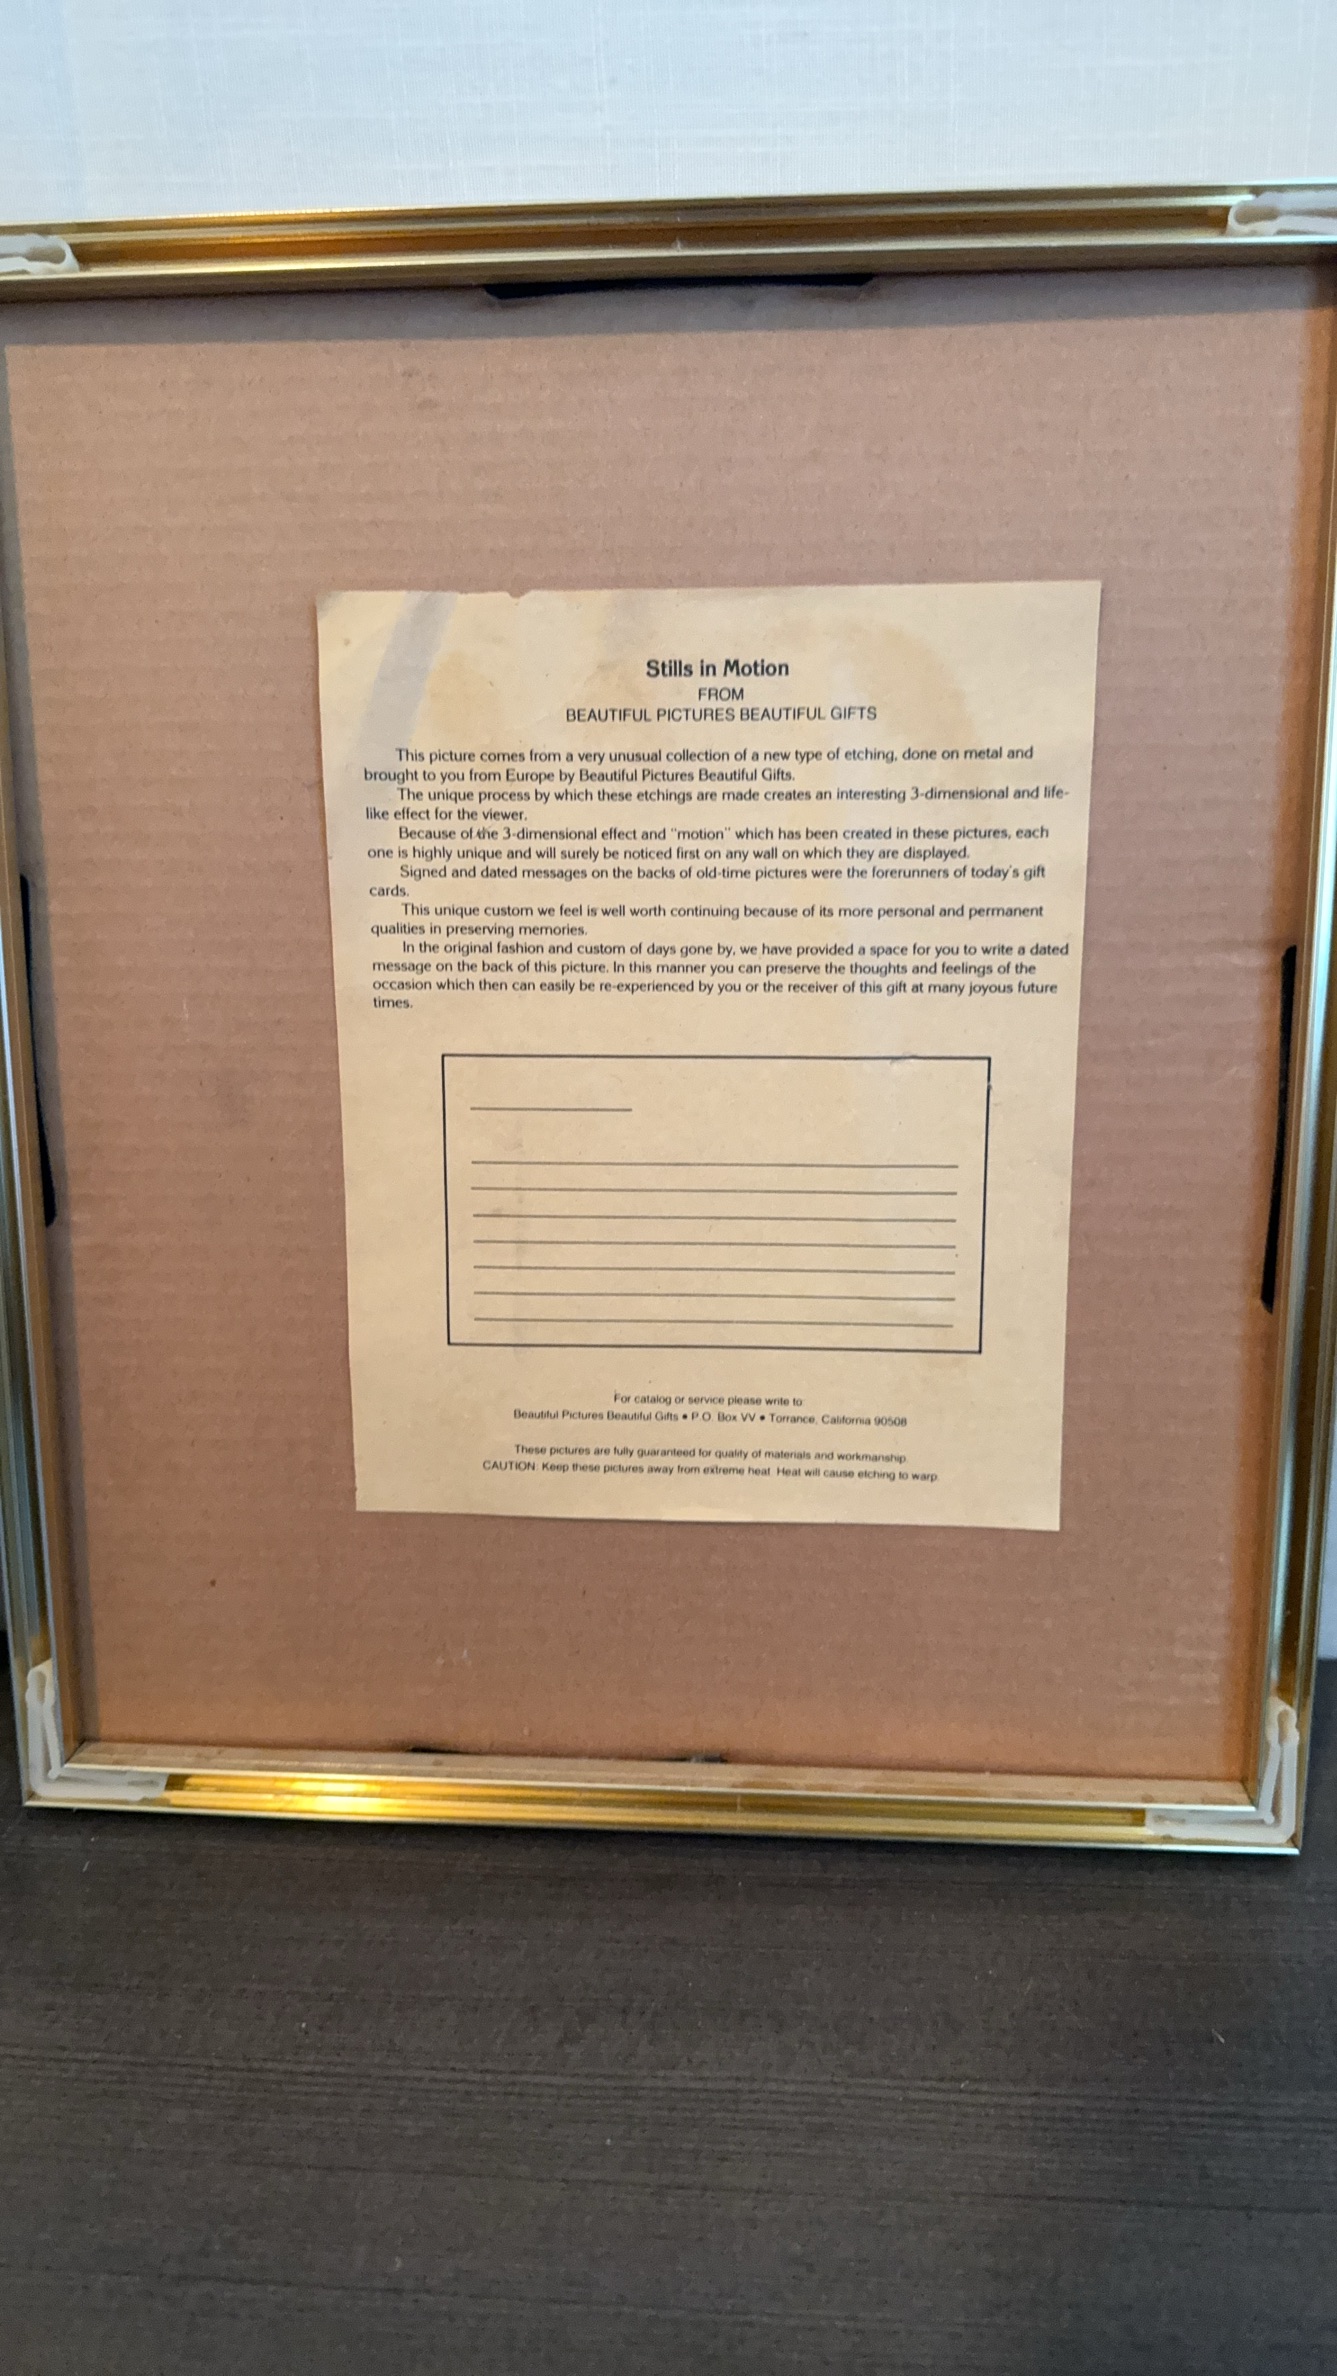 Stills in Motion
FROM
BEAUTIFUL PICTURES BEAUTIFUL GIFTS
This picture comes from a very unusual collection of a new type of etching, done on metal and
brought to you from Europe by Beautiful Pictures Beautiful Gifts.
The unique process by which these etchings are made creates an interesting 3-dimensional and life-
like effect for the viewer.
Because of the 3-dimensional effect and "motion" which has been created in these pictures, each
one is highly unique and will surely be noticed first on any wall on which they are displayed.
Signed and dated messages on the backs of old-time pictures were the forerunners of today's gift
cards.
This unique custom we feel is well worth continuing because of its more personal and permanent
qualities in preserving memories.
In the original fashion and custom of days gone by, we have provided a space for you to write a dated
message on the back of this picture. In this manner you can preserve the thoughts and feelings of the
occasion which then can easily be re-experienced by you or the receiver of this gift at many joyous future
times.
For catalog or service please write to:
Beautiful Pictures Beautiful Gifts • P.O. Box VV • Torrance, California 90508
These pictures are fully guaranteed for quality of materials and workmanship.
CAUTION: Keep these pictures away from extreme heat. Heat will cause etching to warp.